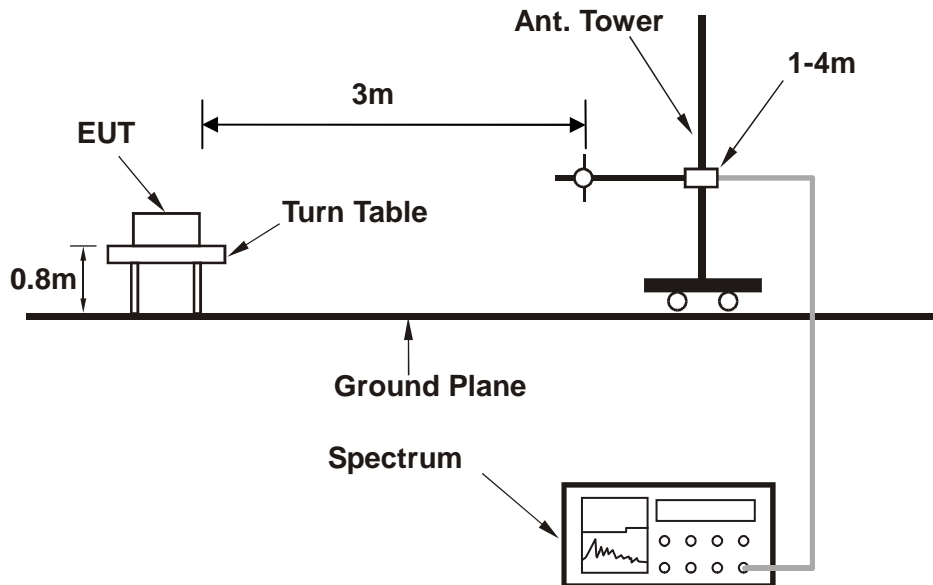 Ant. Tower
1-4m
3m
EUT
Turn Table
0.8m
Ground Plane
Spectrum